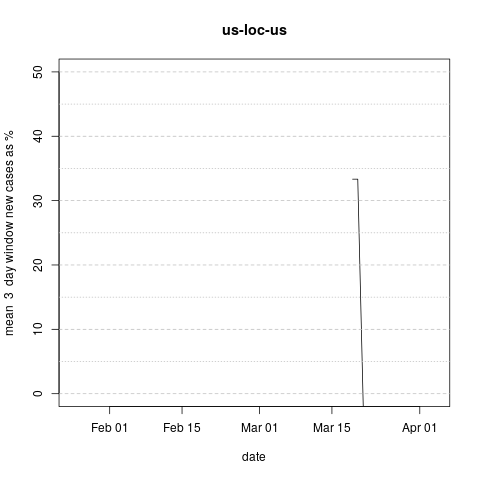 us-loc-us
mean  3  day window new cases as %
50
40
30
20
10
0
Feb 01
Feb 15
Mar 01
Mar 15
Apr 01
date